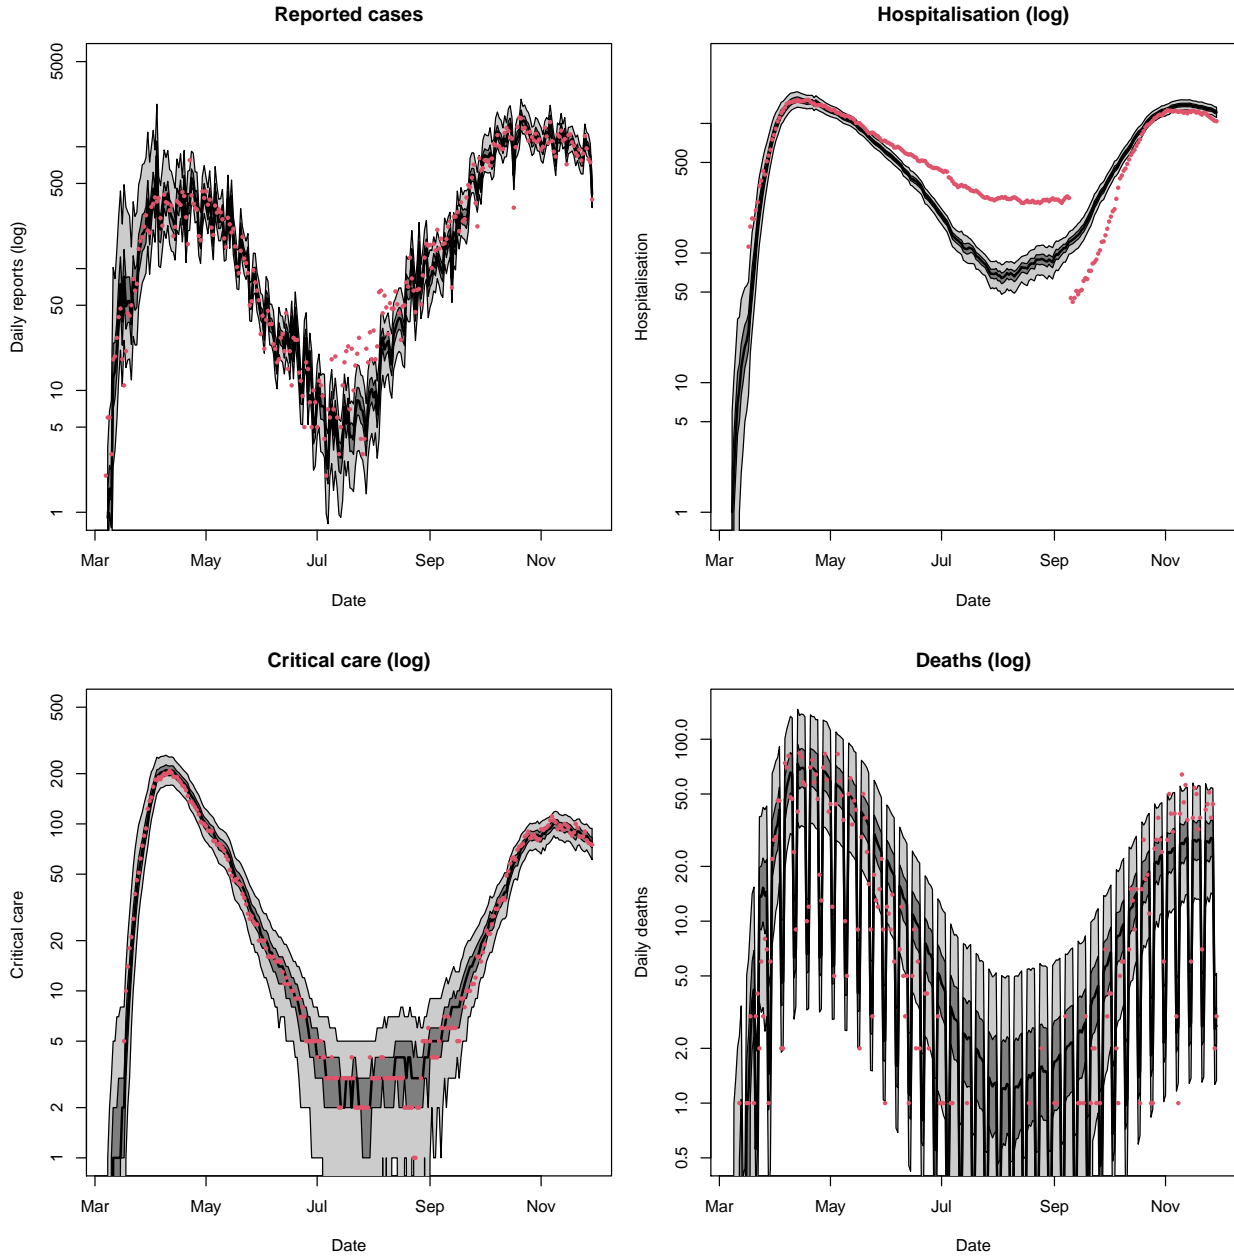 Reported cases
Daily reports (log)
5000
500
50
10
5
1
Mar May Jul Sep Nov
Date
Hospitalisation (log)
Hospitalisation
500
100
50
10
5
1
Mar May Jul Sep Nov
Date
Critical care (log)
Critical care
500
200
100
50
20
10
5
2
1
Mar May Jul Sep Nov
Date
Deaths (log)
Daily deaths
100.0
50.0
20.0
10.0
5.0
2.0
1.0
0.5
Mar May Jul Sep Nov
Date